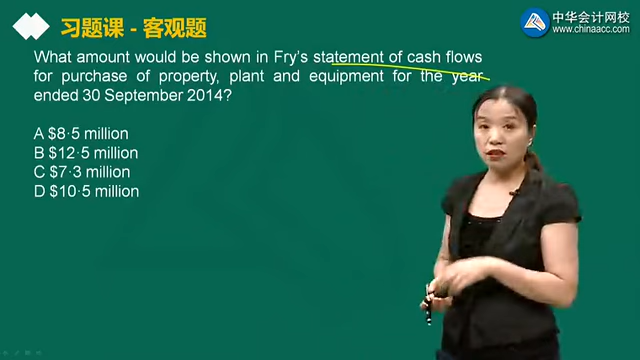 习题课 - 客观题
中华会计网校
www.chinaacc.com
What amount would be shown in Fry's statement of cash flows
for purchase of property, plant and equipment for the year
ended 30 September 2014?
A $8·5 million
B $12·5 million
C $7·3 million
D $10·5 million